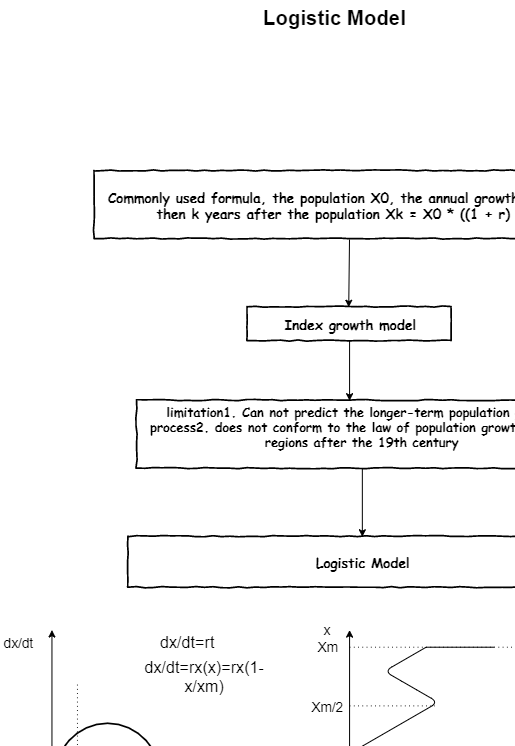 Logistic Model
Commonly used formula, the population X0, the annual growth
then k years after the population Xk = X0 * ((1 + r)
Index growth model
limitation1. Can not predict the longer-term population
process2. does not conform to the law of population growt
regions after the 19th century
Logistic Model
dx/dt
dx/dt=rt
dx/dt=rx(x)=rx(1-
x/xm)
x
Xm
Xm/2